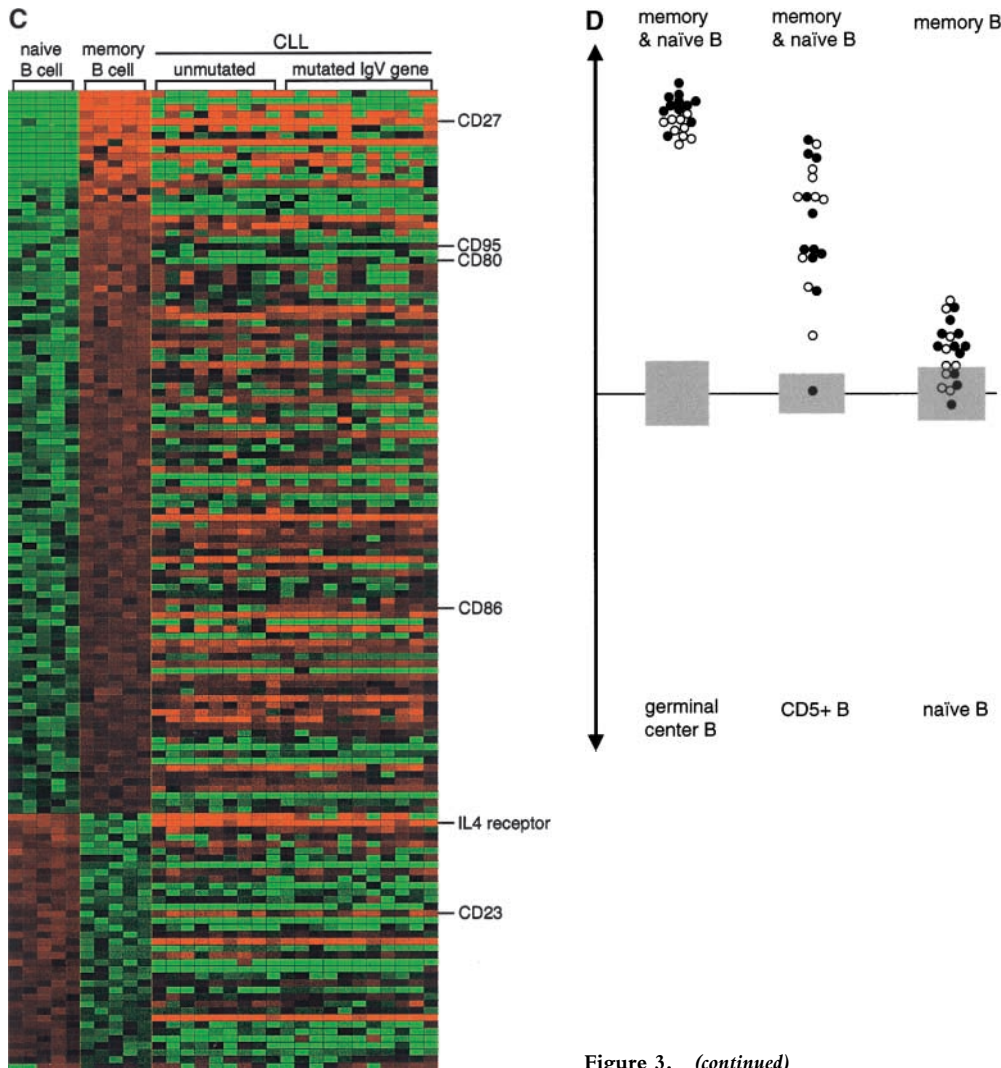 C
naive
B cell
memory
B cell
CLL
unmutated
mutated IgV gene
CD27
CD95
CD80
CD86
IL4 receptor
CD23
D
memory
& naïve B
memory
& naïve B
memory B
germinal
center B
CD5+ B
naïve B
Figure 3. (continued)